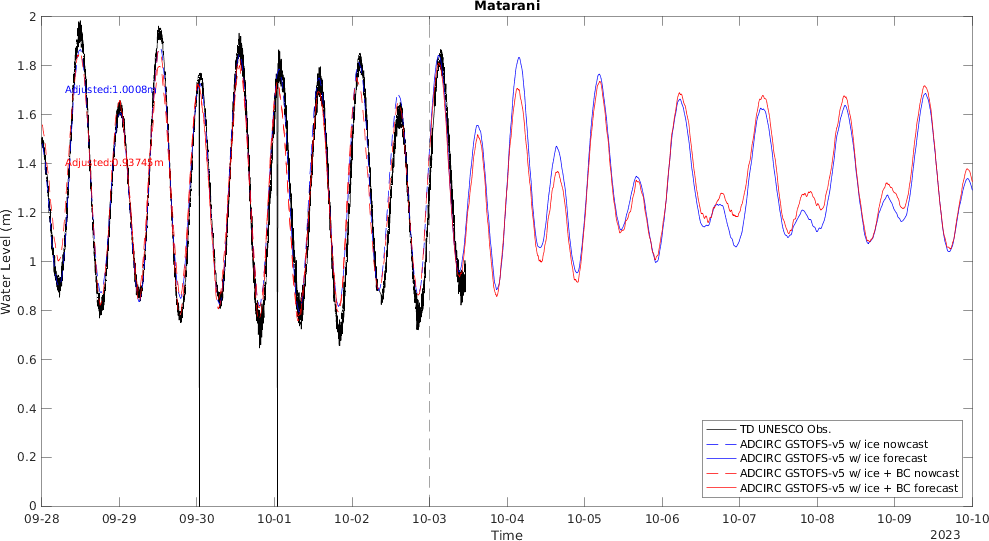 Matarani
Water Level (m)
2
1.8
1.6
1.4
1.2
1
0.8
0.6
0.4
0.2
0
Adjusted:1.0008m
Adjusted:0.93745m
TD UNESCO Obs.
ADCIRC GSTOFS-v5 w/ ice nowcast
ADCIRC GSTOFS-v5 w/ ice forecast
ADCIRC GSTOFS-v5 w/ ice + BC nowcast
ADCIRC GSTOFS-v5 w/ ice + BC forecast
09-28 09-29 09-30 10-01 10-02 10-03 10-04 10-05 10-06 10-07 10-08 10-09 10-10
Time
2023